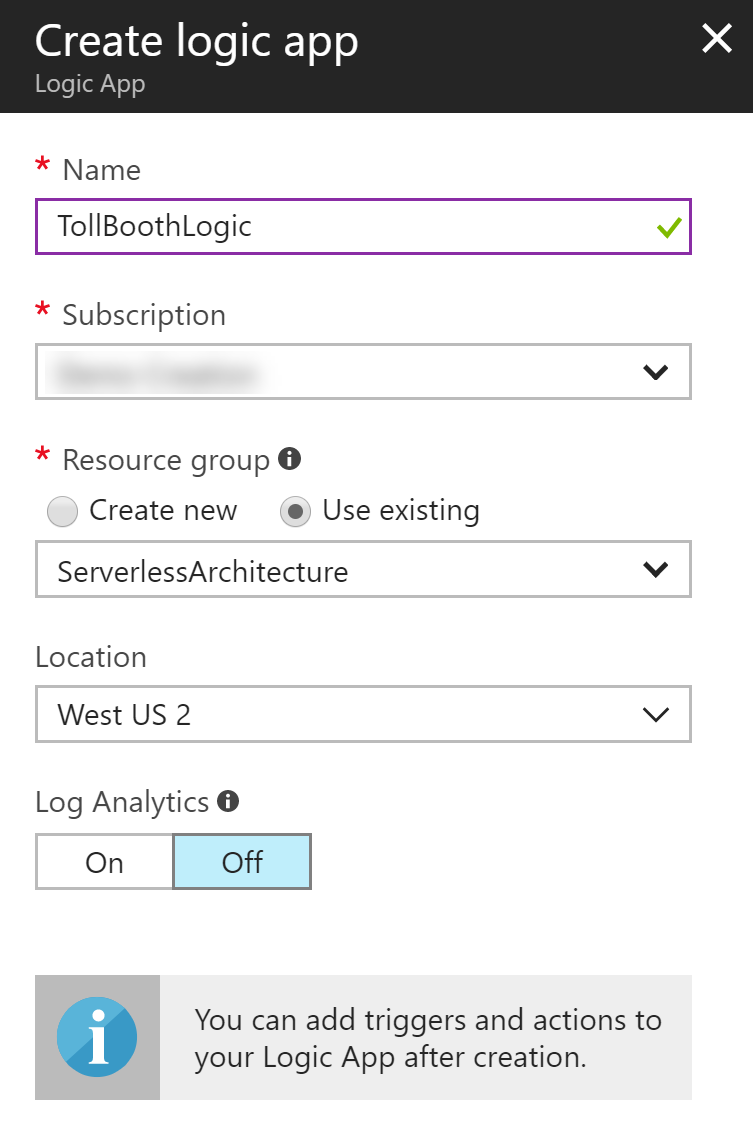 Create logic app
Logic App
* Name
TollBoothLogic
* Subscription
* Resource group
Create new Use existing
ServerlessArchitecture
Location
West US 2
Log Analytics
On Off
You can add triggers and actions to
your Logic App after creation.